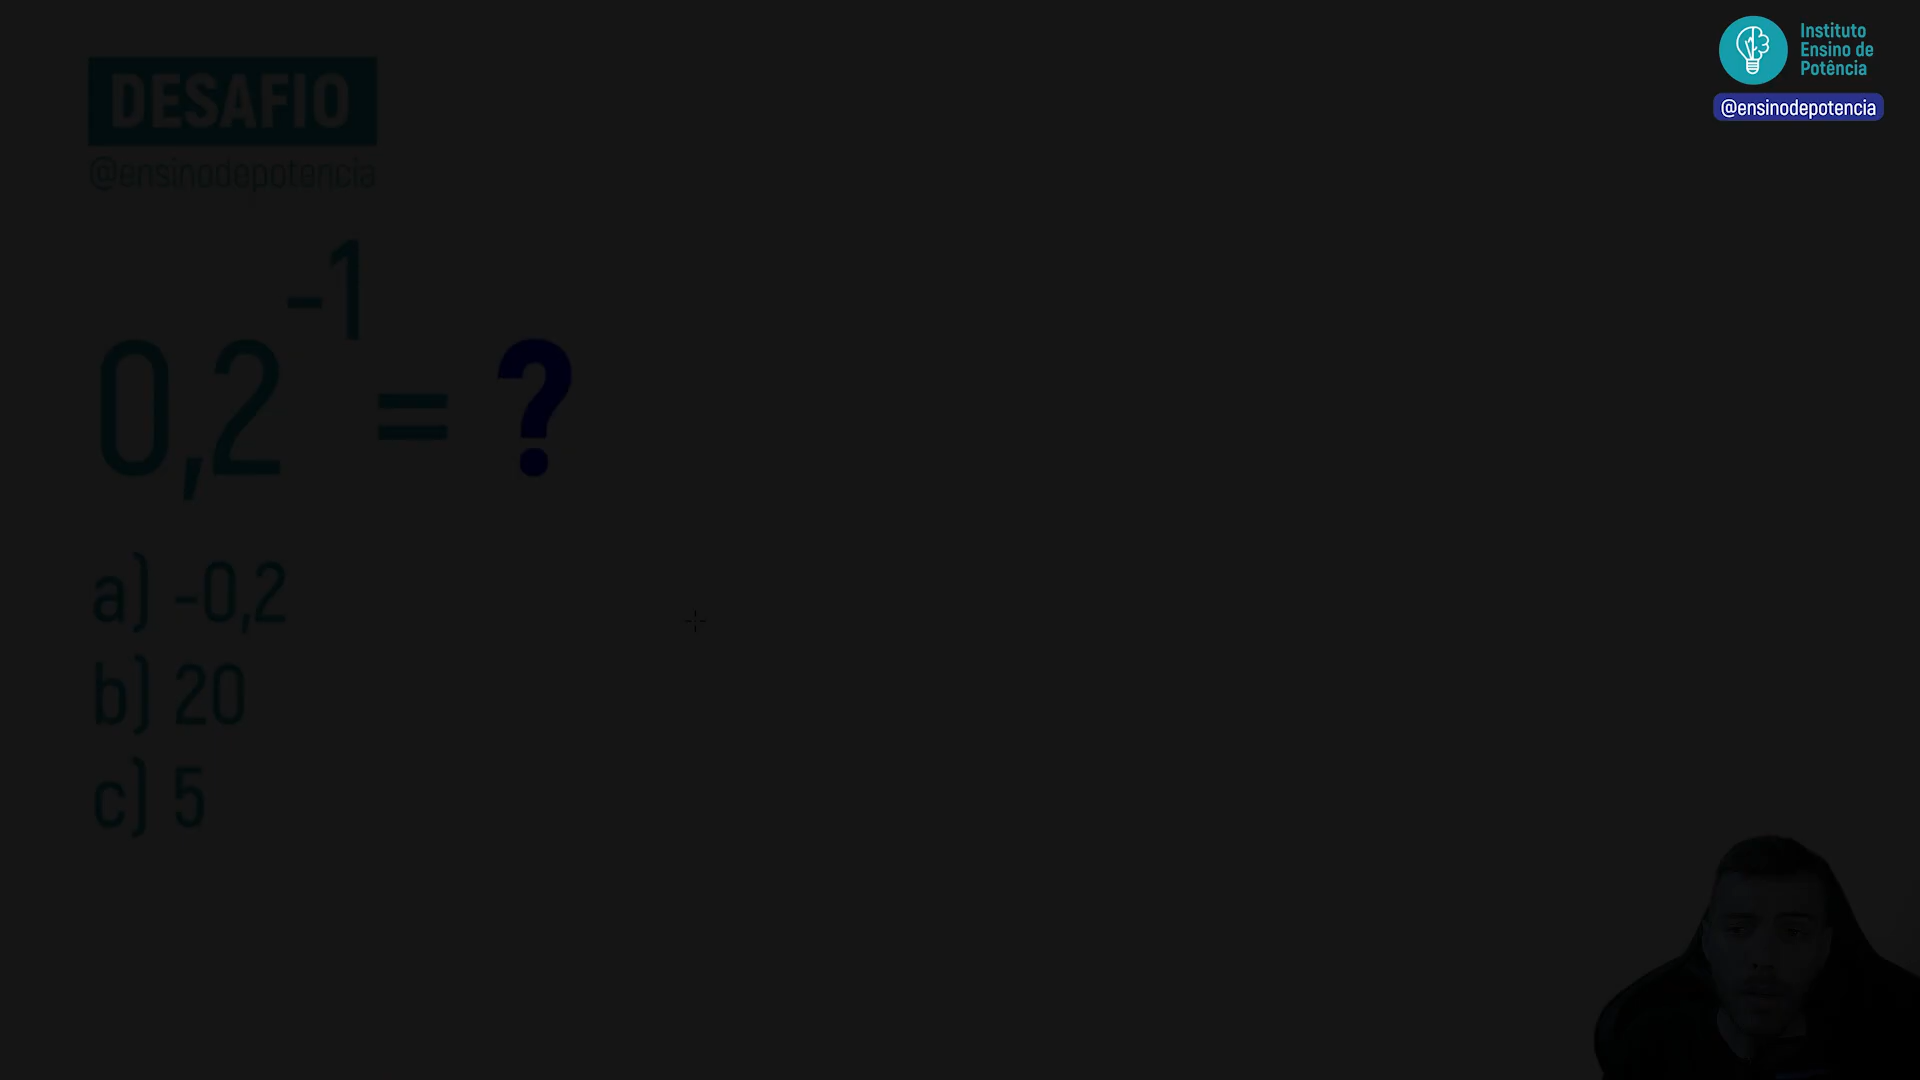 DESAFIO
@ensinodepotencia
0,2⁻¹ = ?
a) -0,2
b) 20
c) 5
Instituto
Ensino de
Potência
@ensinodepotencia